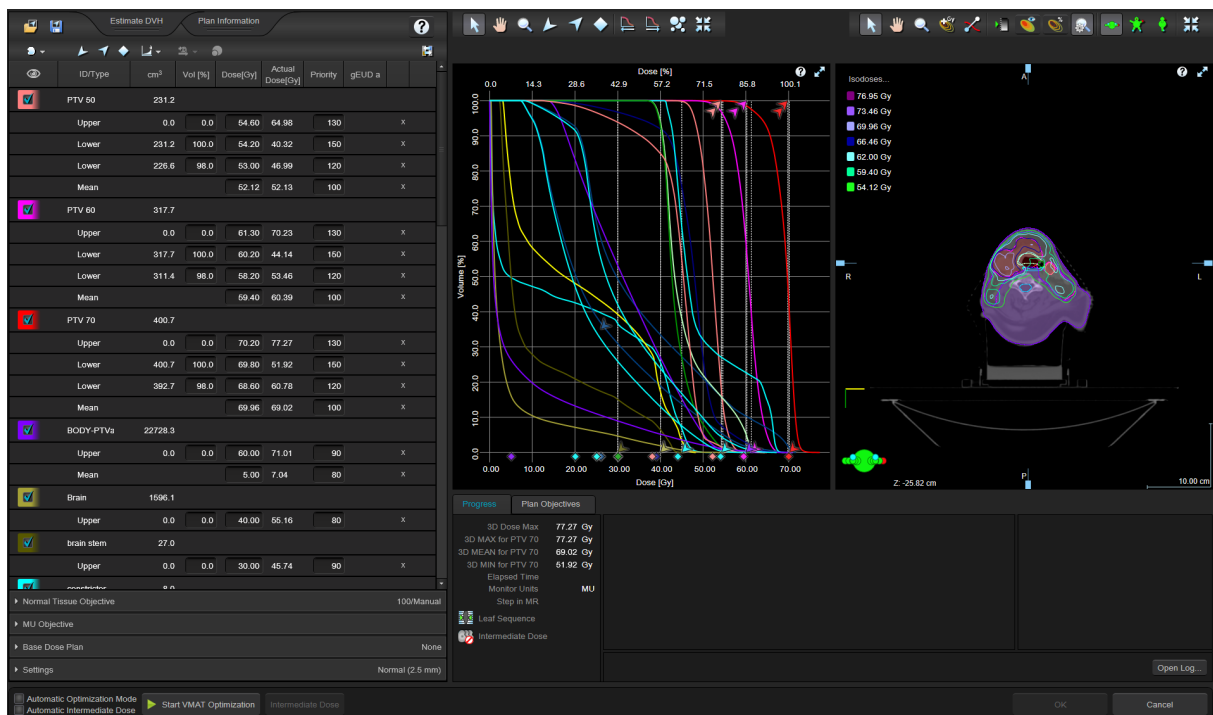 Estimate DVH Plan Information ?
ID/Type cm³ Vol [%] Dose[Gy] Actual Dose[Gy] Priority gEUD a
PTV 50 231.2
Upper 0.0 0.0 54.60 64.98 130 X
Lower 231.2 100.0 54.20 40.32 150 X
Lower 226.6 98.0 53.00 46.99 120 X
Mean 52.12 52.13 100 X
PTV 60 317.7
Upper 0.0 0.0 61.30 70.23 130 X
Lower 317.7 100.0 60.20 44.14 150 X
Lower 311.4 98.0 58.20 53.46 120 X
Mean 59.40 60.39 100 X
PTV 70 400.7
Upper 0.0 0.0 70.20 77.27 130 X
Lower 400.7 100.0 69.80 51.92 150 X
Lower 392.7 98.0 68.60 60.78 120 X
Mean 69.96 69.02 100 X
BODY-PTVa 22728.3
Upper 0.0 0.0 60.00 71.01 90 X
Mean 5.00 7.04 80 X
Brain 1596.1
Upper 0.0 0.0 40.00 55.16 80 X
brain stem 27.0
Upper 0.0 0.0 30.00 45.74 90 X
constrictor 8.0
Normal Tissue Objective 100/Manual
MU Objective
Base Dose Plan None
Settings Normal (2.5 mm)
Automatic Optimization Mode
Automatic Intermediate Dose
Start VMAT Optimization
Intermediate Dose
Dose [%]
?
0.0 14.3 28.6 42.9 57.2 71.5 85.8 100.1
Volume [%]
100.0
90.0
80.0
70.0
60.0
50.0
40.0
30.0
20.0
10.0
0.0
0.00 10.00 20.00 30.00 40.00 50.00 60.00 70.00
Dose [Gy]
Isodoses...
76.95 Gy
73.46 Gy
69.96 Gy
66.46 Gy
62.00 Gy
59.40 Gy
54.12 Gy
A
?
R
L
P
Z: -25.82 cm
10.00 cm
Progress Plan Objectives
3D Dose Max 77.27 Gy
3D MAX for PTV 70 77.27 Gy
3D MEAN for PTV 70 69.02 Gy
3D MIN for PTV 70 51.92 Gy
Elapsed Time
Monitor Units MU
Step in MR
Leaf Sequence
Intermediate Dose
Open Log...
OK Cancel